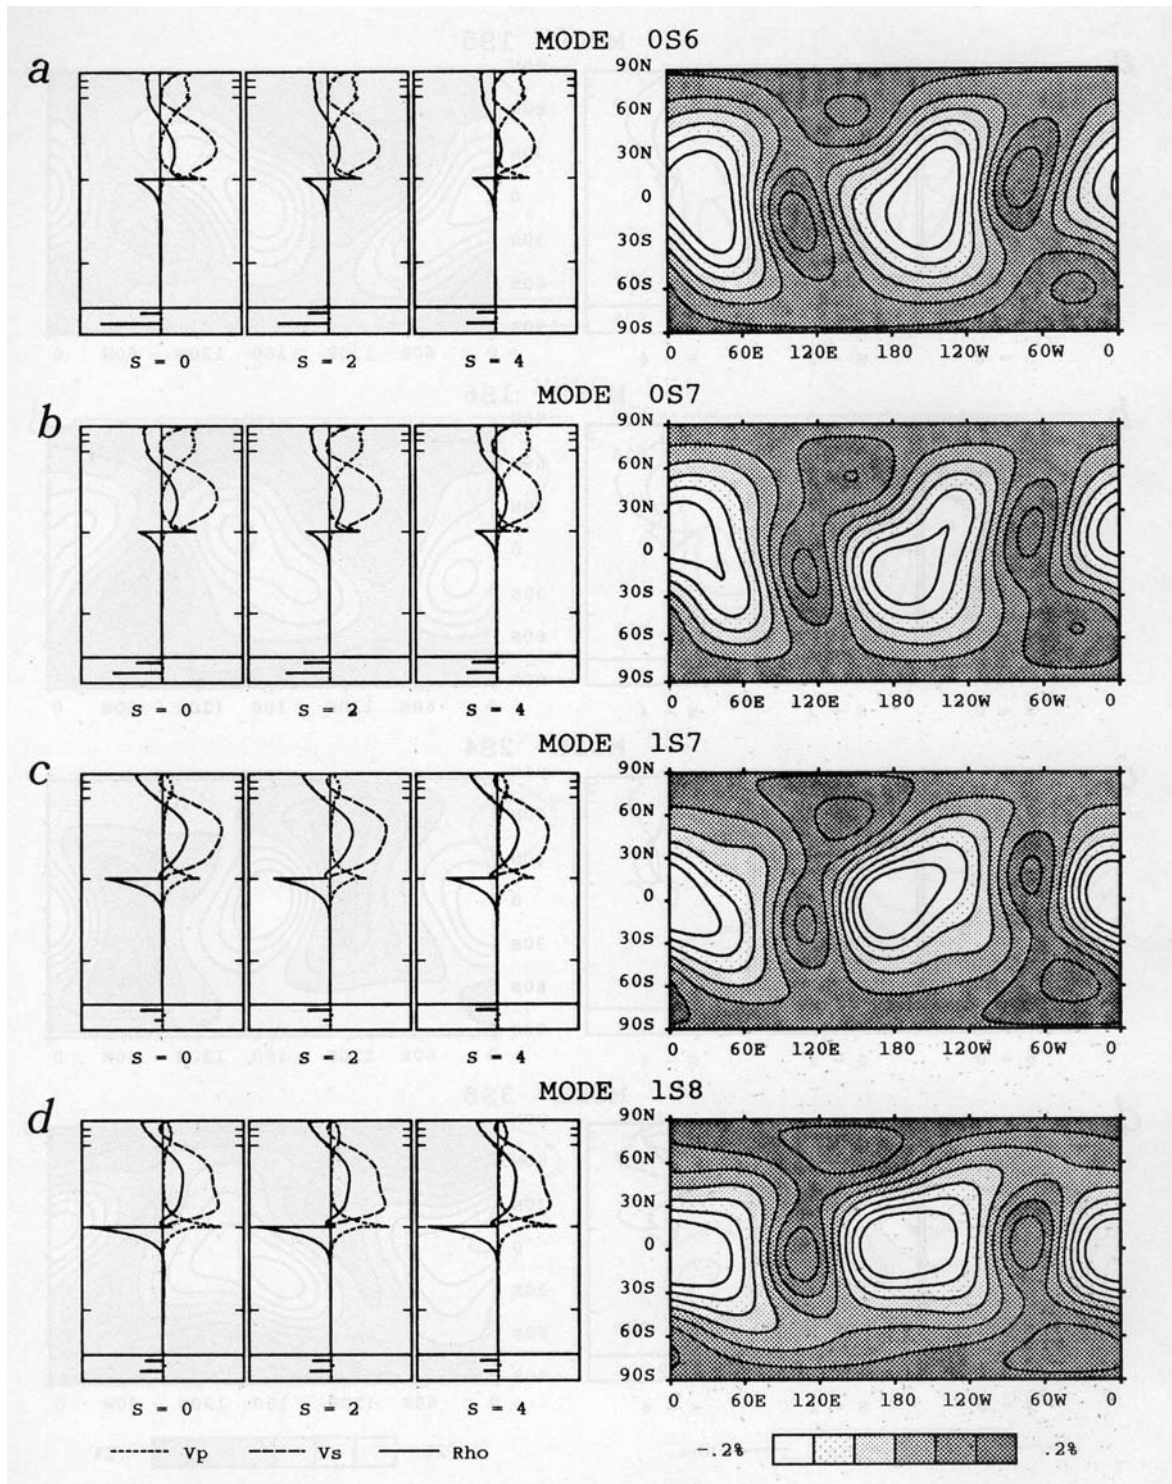 MODE 0S6
a
90N
60N
30N
0
30S
60S
90S
0 60E 120E 180 120W 60W 0
S = 0 S = 2 S = 4
MODE 0S7
b
90N
60N
30N
0
30S
60S
90S
0 60E 120E 180 120W 60W 0
S = 0 S = 2 S = 4
MODE 1S7
c
90N
60N
30N
0
30S
60S
90S
0 60E 120E 180 120W 60W 0
S = 0 S = 2 S = 4
MODE 1S8
d
90N
60N
30N
0
30S
60S
90S
0 60E 120E 180 120W 60W 0
S = 0 S = 2 S = 4
Vp Vs Rho
-.2% .2%